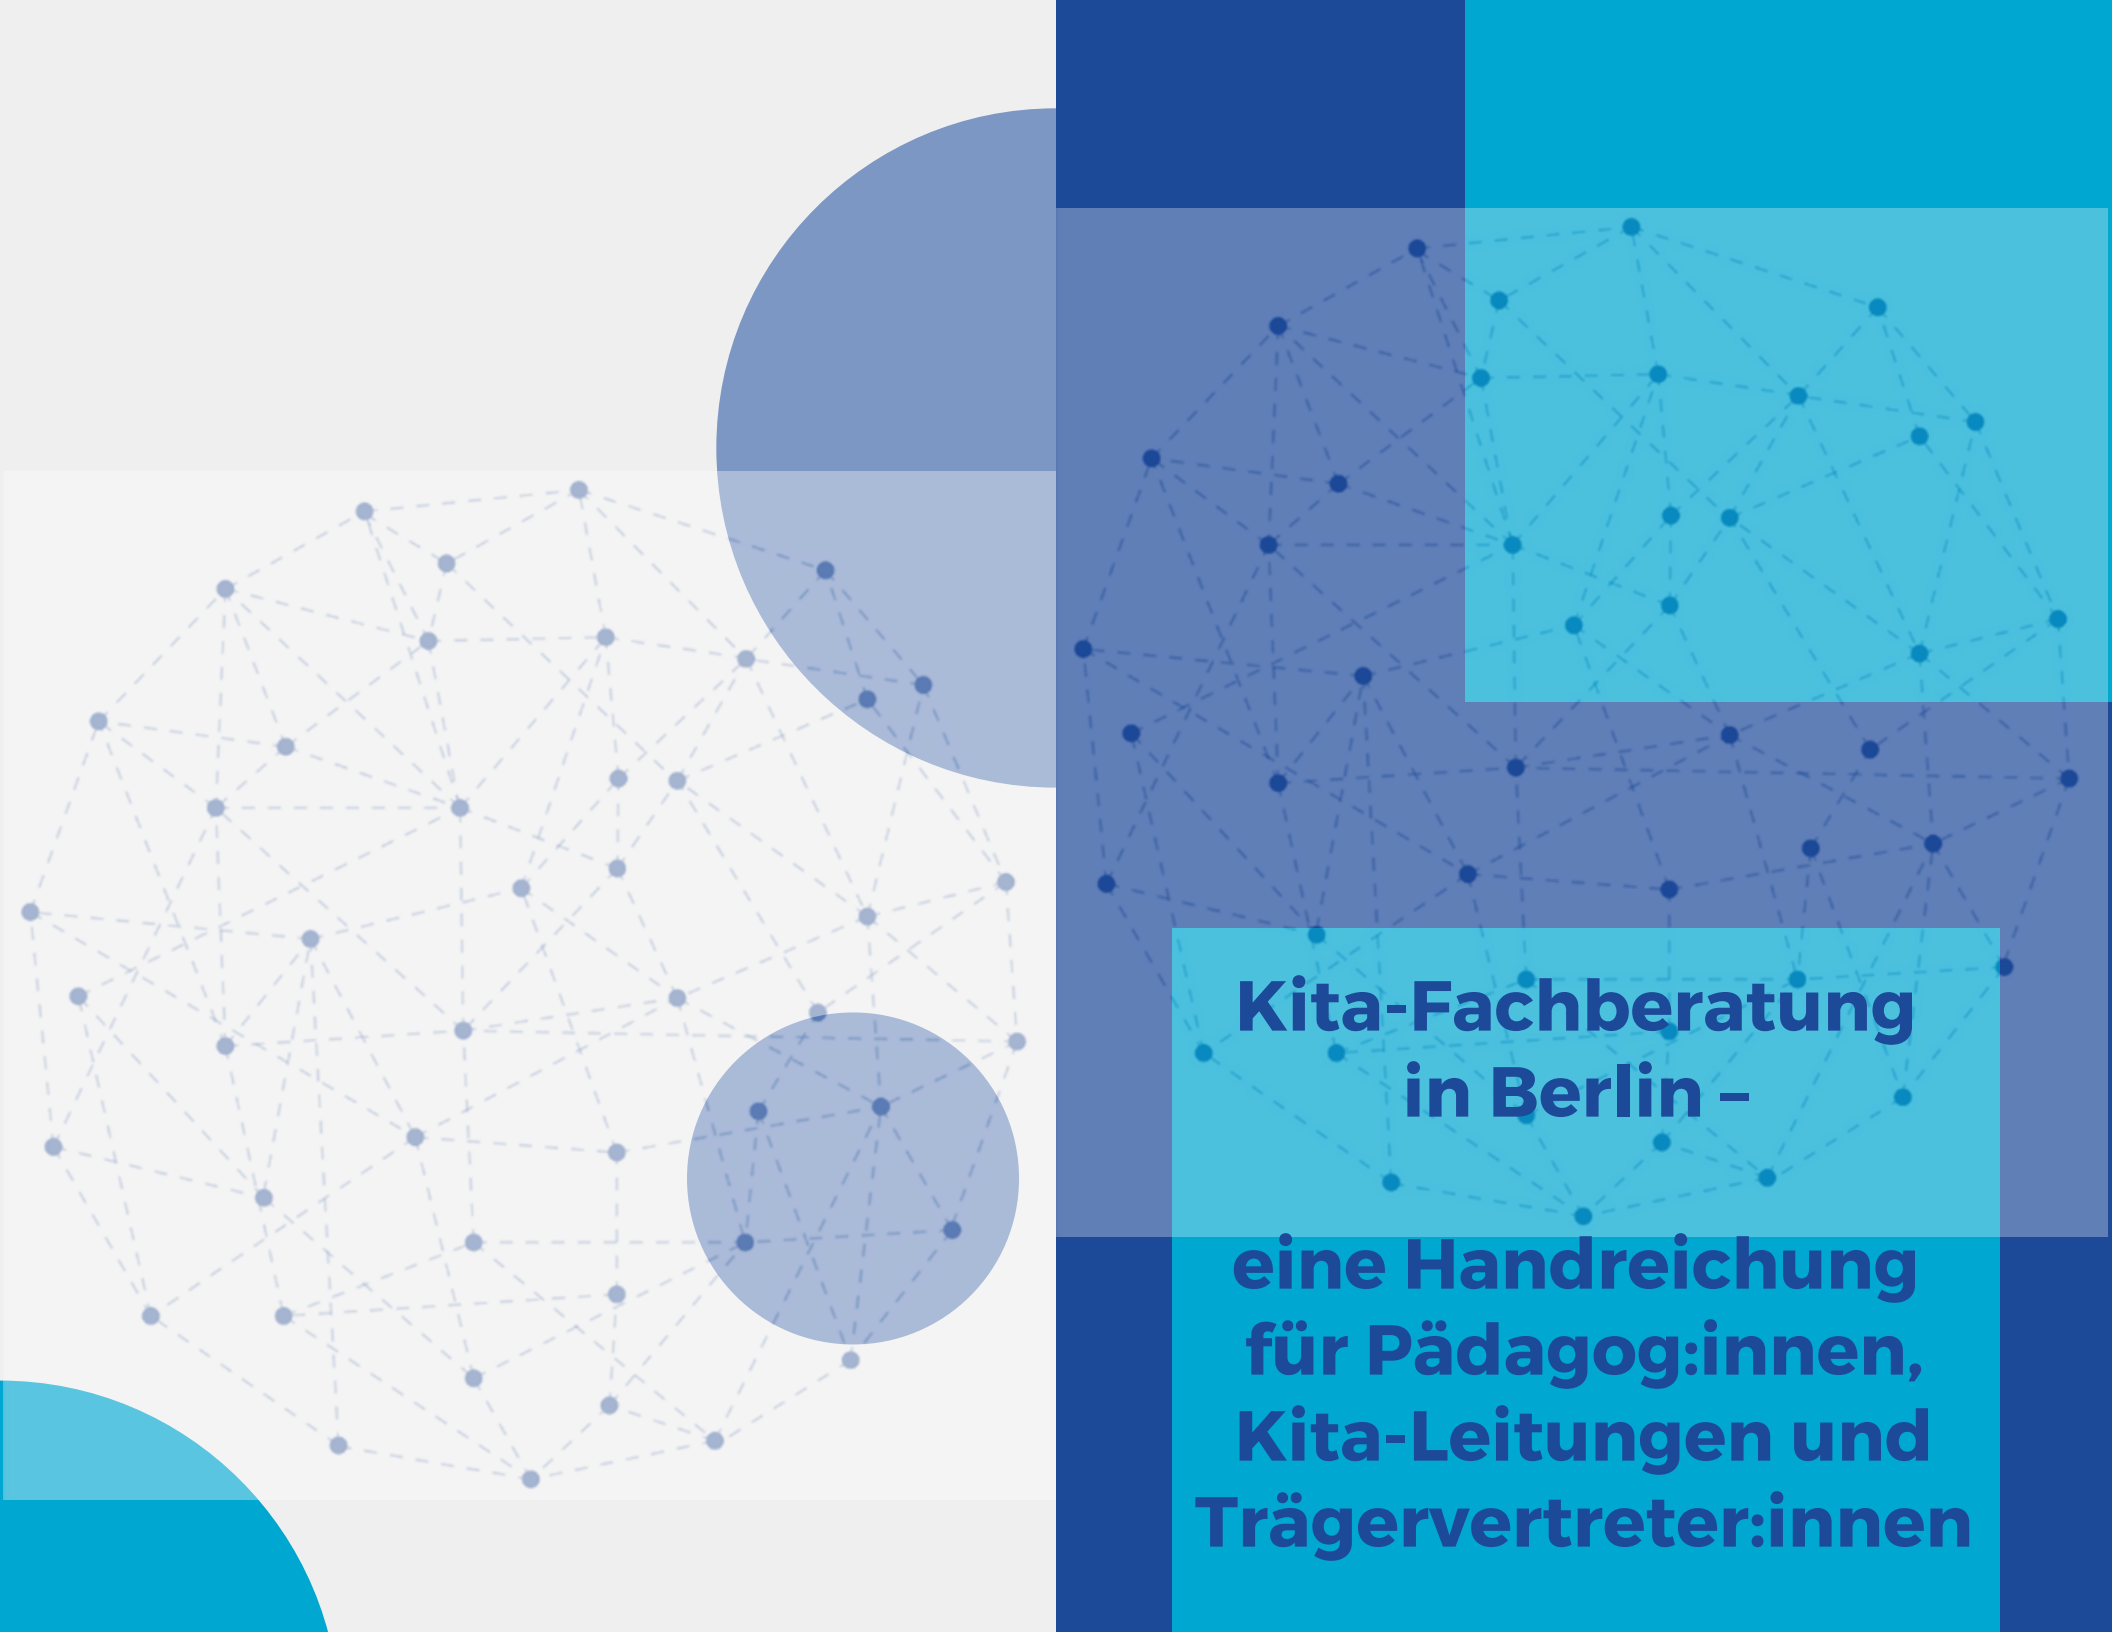 Kita-Fachberatung
in Berlin –
eine Handreichung
für Pädagog:innen,
Kita-Leitungen und
Trägervertreter:innen